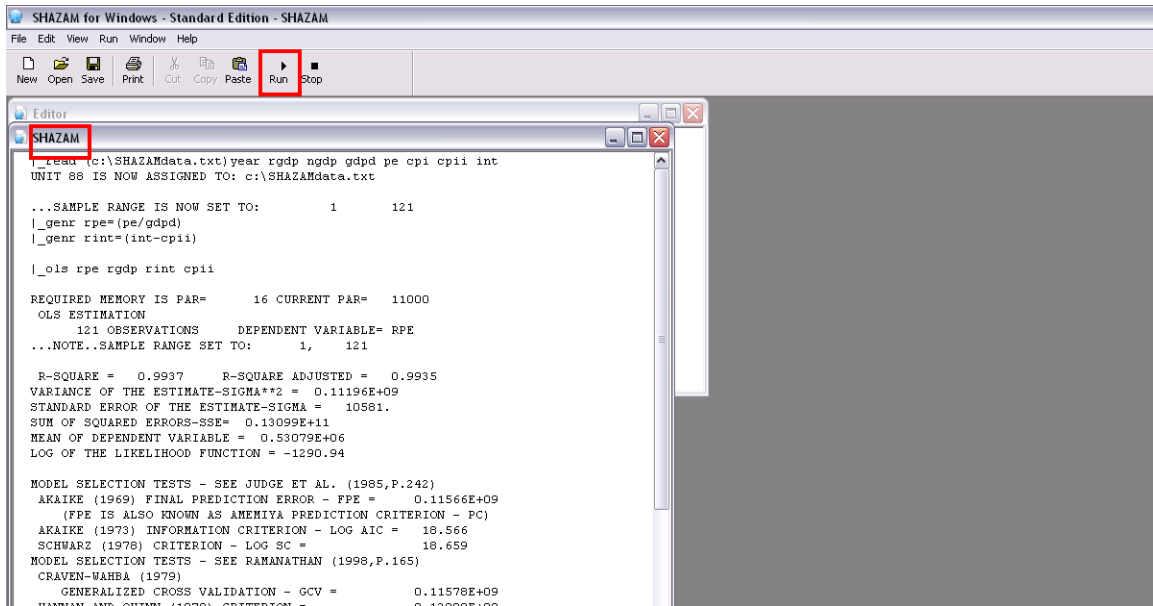 SHAZAM for Windows - Standard Edition - SHAZAM
File Edit View Run Window Help
New Open Save Print Cut Copy Paste Run Stop
Editor
SHAZAM
|_read (c:\SHAZAMdata.txt)year rgdp ngdp gdpd pe cpi cpii int
UNIT 88 IS NOW ASSIGNED TO: c:\SHAZAMdata.txt
...SAMPLE RANGE IS NOW SET TO: 1 121
|_genr rpe=(pe/gdpd)
|_genr rint=(int-cpii)
|_ols rpe rgdp rint cpii
REQUIRED MEMORY IS PAR= 16 CURRENT PAR= 11000
OLS ESTIMATION
121 OBSERVATIONS DEPENDENT VARIABLE= RPE
...NOTE..SAMPLE RANGE SET TO: 1, 121
R-SQUARE = 0.9937 R-SQUARE ADJUSTED = 0.9935
VARIANCE OF THE ESTIMATE-SIGMA**2 = 0.11196E+09
STANDARD ERROR OF THE ESTIMATE-SIGMA = 10581.
SUM OF SQUARED ERRORS-SSE= 0.13099E+11
MEAN OF DEPENDENT VARIABLE = 0.53079E+06
LOG OF THE LIKELIHOOD FUNCTION = -1290.94
MODEL SELECTION TESTS - SEE JUDGE ET AL. (1985,P.242)
AKAIKE (1969) FINAL PREDICTION ERROR - FPE = 0.11566E+09
(FPE IS ALSO KNOWN AS AMEMIYA PREDICTION CRITERION - PC)
AKAIKE (1973) INFORMATION CRITERION - LOG AIC = 18.566
SCHWARZ (1978) CRITERION - LOG SC = 18.659
MODEL SELECTION TESTS - SEE RAMANATHAN (1998,P.165)
CRAVEN-WAHBA (1979)
GENERALIZED CROSS VALIDATION - GCV = 0.11578E+09
HANNAN AND QUINN (1979) CRITERION =